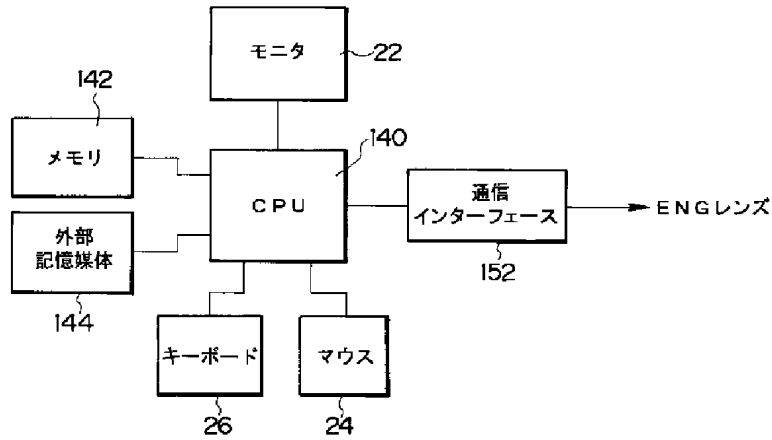 モニタ
22
142
メモリ
140
CPU
通信
インターフェース
ENGレンズ
152
外部
記憶媒体
144
キーボード
マウス
26
24